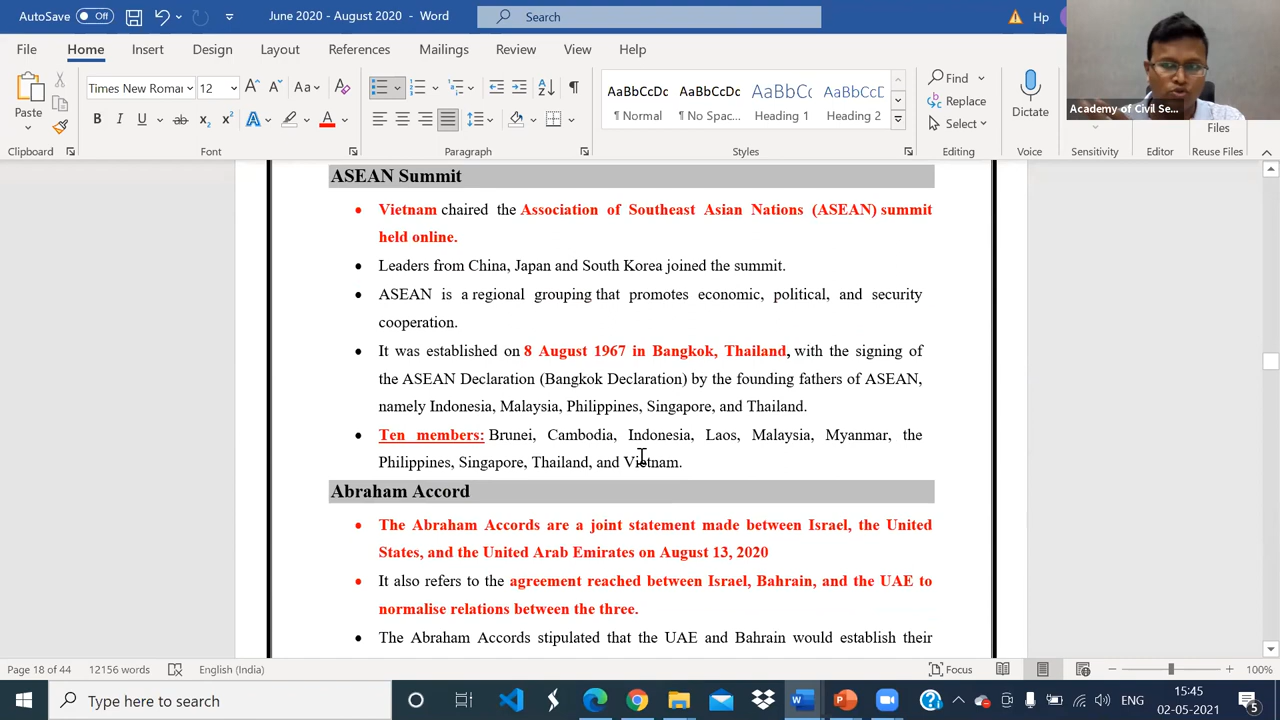 AutoSave Off June 2020 - August 2020 - Word Search Hp
File Home Insert Design Layout References Mailings Review View Help
Paste Times New Roma 12 Aa AaBbCcDc AaBbCcDc AaBbCc AaBbCcD Find Replace Select Dictate Files
¶ Normal ¶ No Spac... Heading 1 Heading 2
Academy of Civil Se...
Clipboard Font Paragraph Styles Editing Voice Sensitivity Editor Reuse Files
ASEAN Summit
• Vietnam chaired the Association of Southeast Asian Nations (ASEAN) summit
held online.
• Leaders from China, Japan and South Korea joined the summit.
• ASEAN is a regional grouping that promotes economic, political, and security
cooperation.
• It was established on 8 August 1967 in Bangkok, Thailand, with the signing of
the ASEAN Declaration (Bangkok Declaration) by the founding fathers of ASEAN,
namely Indonesia, Malaysia, Philippines, Singapore, and Thailand.
• Ten members: Brunei, Cambodia, Indonesia, Laos, Malaysia, Myanmar, the
Philippines, Singapore, Thailand, and Vietnam.
Abraham Accord
• The Abraham Accords are a joint statement made between Israel, the United
States, and the United Arab Emirates on August 13, 2020
• It also refers to the agreement reached between Israel, Bahrain, and the UAE to
normalise relations between the three.
• The Abraham Accords stipulated that the UAE and Bahrain would establish their
Page 18 of 44 12156 words English (India) Focus 100%
Type here to search ENG 15:45
02-05-2021 5